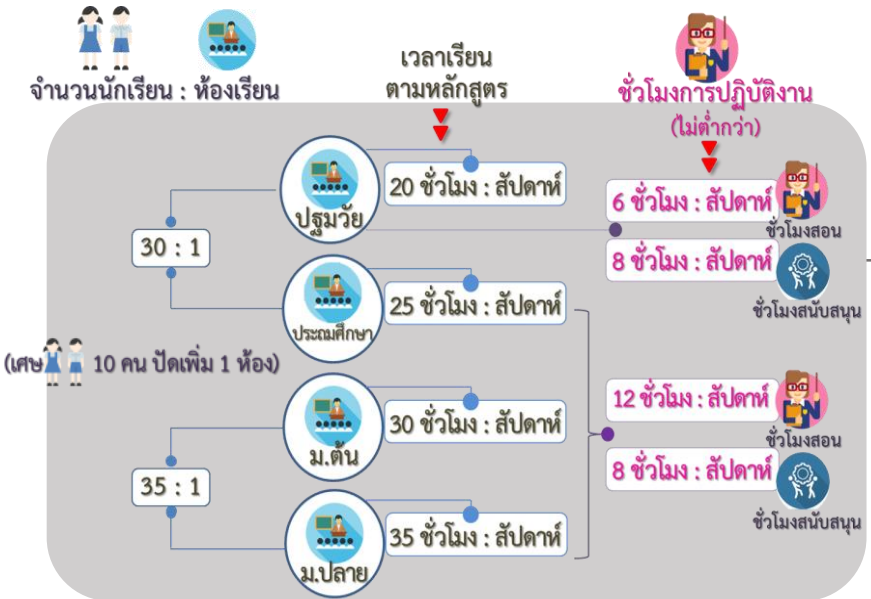 จำนวนนักเรียน : ห้องเรียน
เวลาเรียน
ตามหลักสูตร
ชั่วโมงการปฏิบัติงาน
(ไม่ต่ำกว่า)
30 : 1
ปฐมวัย
20 ชั่วโมง : สัปดาห์
6 ชั่วโมง : สัปดาห์
ชั่วโมงสอน
8 ชั่วโมง : สัปดาห์
ชั่วโมงสนับสนุน
ประถมศึกษา
25 ชั่วโมง : สัปดาห์
(เศษ 10 คน ปัดเพิ่ม 1 ห้อง)
35 : 1
ม.ต้น
30 ชั่วโมง : สัปดาห์
12 ชั่วโมง : สัปดาห์
ชั่วโมงสอน
8 ชั่วโมง : สัปดาห์
ชั่วโมงสนับสนุน
ม.ปลาย
35 ชั่วโมง : สัปดาห์